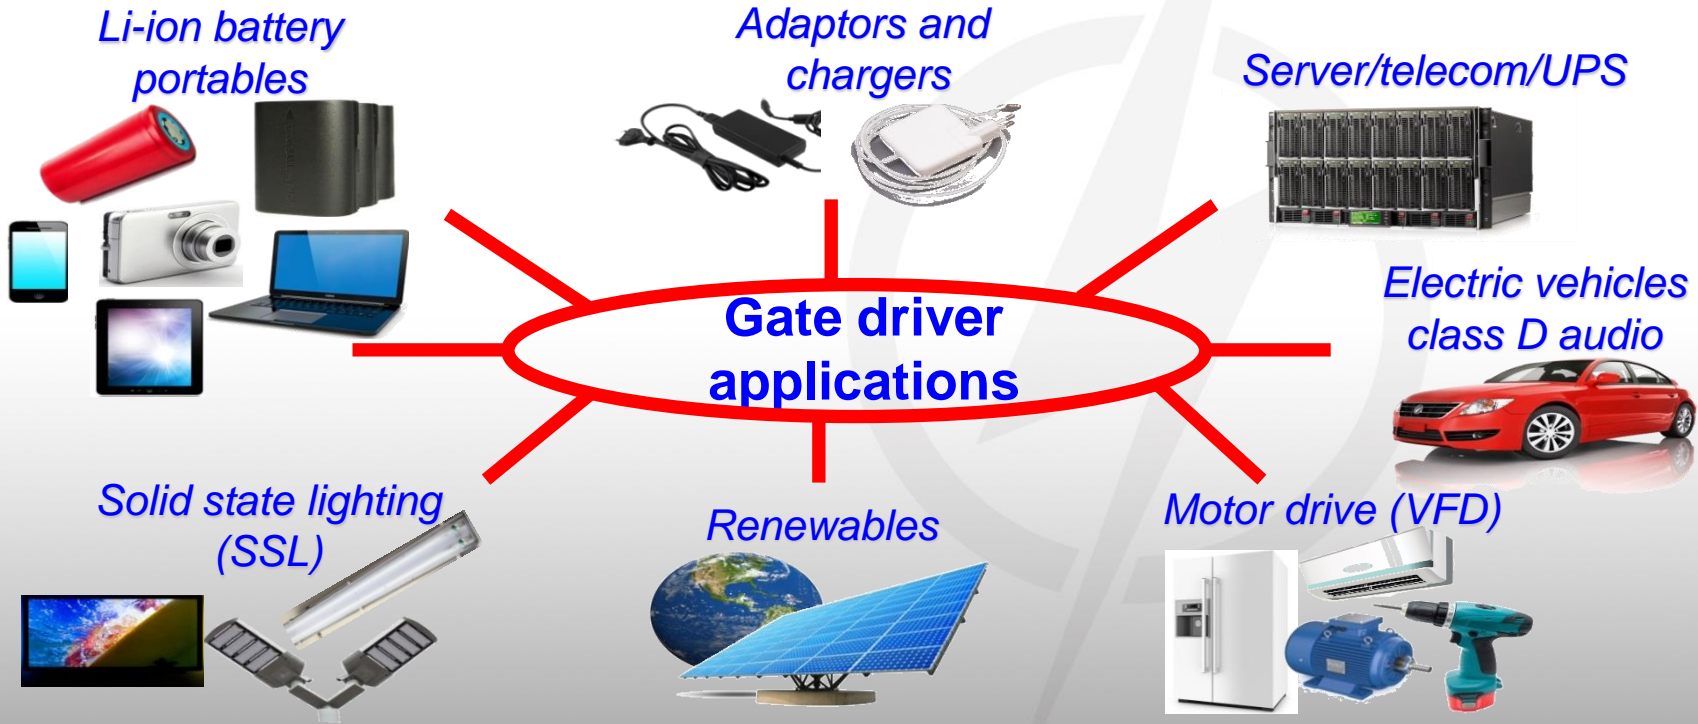 Li-ion battery
portables
Adaptors and
chargers
Server/telecom/UPS
Electric vehicles
class D audio
Gate driver
applications
Solid state lighting
(SSL)
Renewables
Motor drive (VFD)